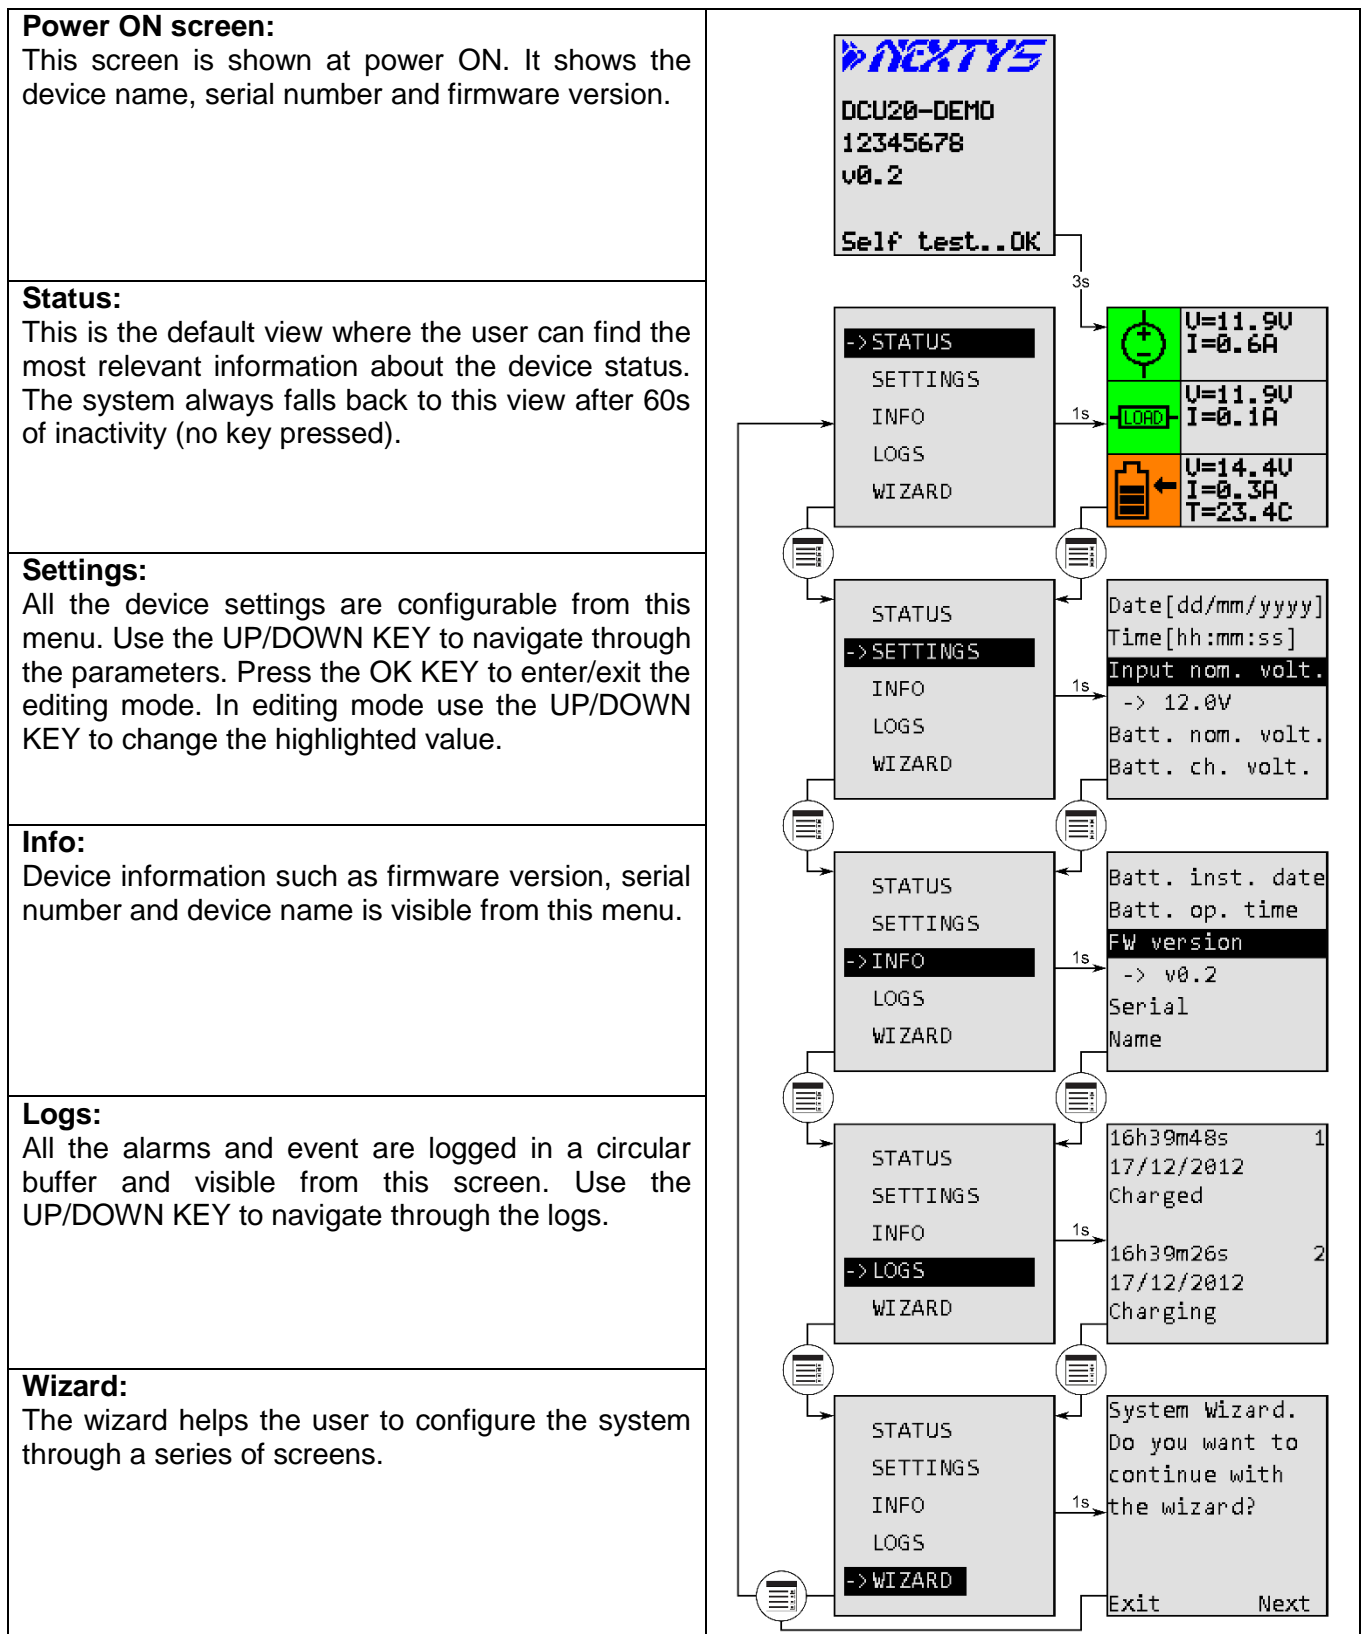 Power ON screen:
This screen is shown at power ON. It shows the
device name, serial number and firmware version.
NEXTYS
DCU20-DEMO
12345678
v0.2
Self test..OK
3s
Status:
This is the default view where the user can find the
most relevant information about the device status.
The system always falls back to this view after 60s
of inactivity (no key pressed).
->STATUS
SETTINGS
INFO
LOGS
WIZARD
1s
V=11.9V
I=0.6A
LOAD
V=11.9V
I=0.1A
V=14.4V
I=0.3A
T=23.4C
Settings:
All the device settings are configurable from this
menu. Use the UP/DOWN KEY to navigate through
the parameters. Press the OK KEY to enter/exit the
editing mode. In editing mode use the UP/DOWN
KEY to change the highlighted value.
STATUS
->SETTINGS
INFO
LOGS
WIZARD
1s
Date[dd/mm/yyyy]
Time[hh:mm:ss]
Input nom. volt.
-> 12.0V
Batt. nom. volt.
Batt. ch. volt.
Info:
Device information such as firmware version, serial
number and device name is visible from this menu.
STATUS
SETTINGS
->INFO
LOGS
WIZARD
1s
Batt. inst. date
Batt. op. time
FW version
-> v0.2
Serial
Name
Logs:
All the alarms and event are logged in a circular
buffer and visible from this screen. Use the
UP/DOWN KEY to navigate through the logs.
STATUS
SETTINGS
INFO
->LOGS
WIZARD
1s
16h39m48s 1
17/12/2012
Charged
16h39m26s 2
17/12/2012
Charging
Wizard:
The wizard helps the user to configure the system
through a series of screens.
STATUS
SETTINGS
INFO
LOGS
->WIZARD
1s
System Wizard.
Do you want to
continue with
the wizard?
Exit Next